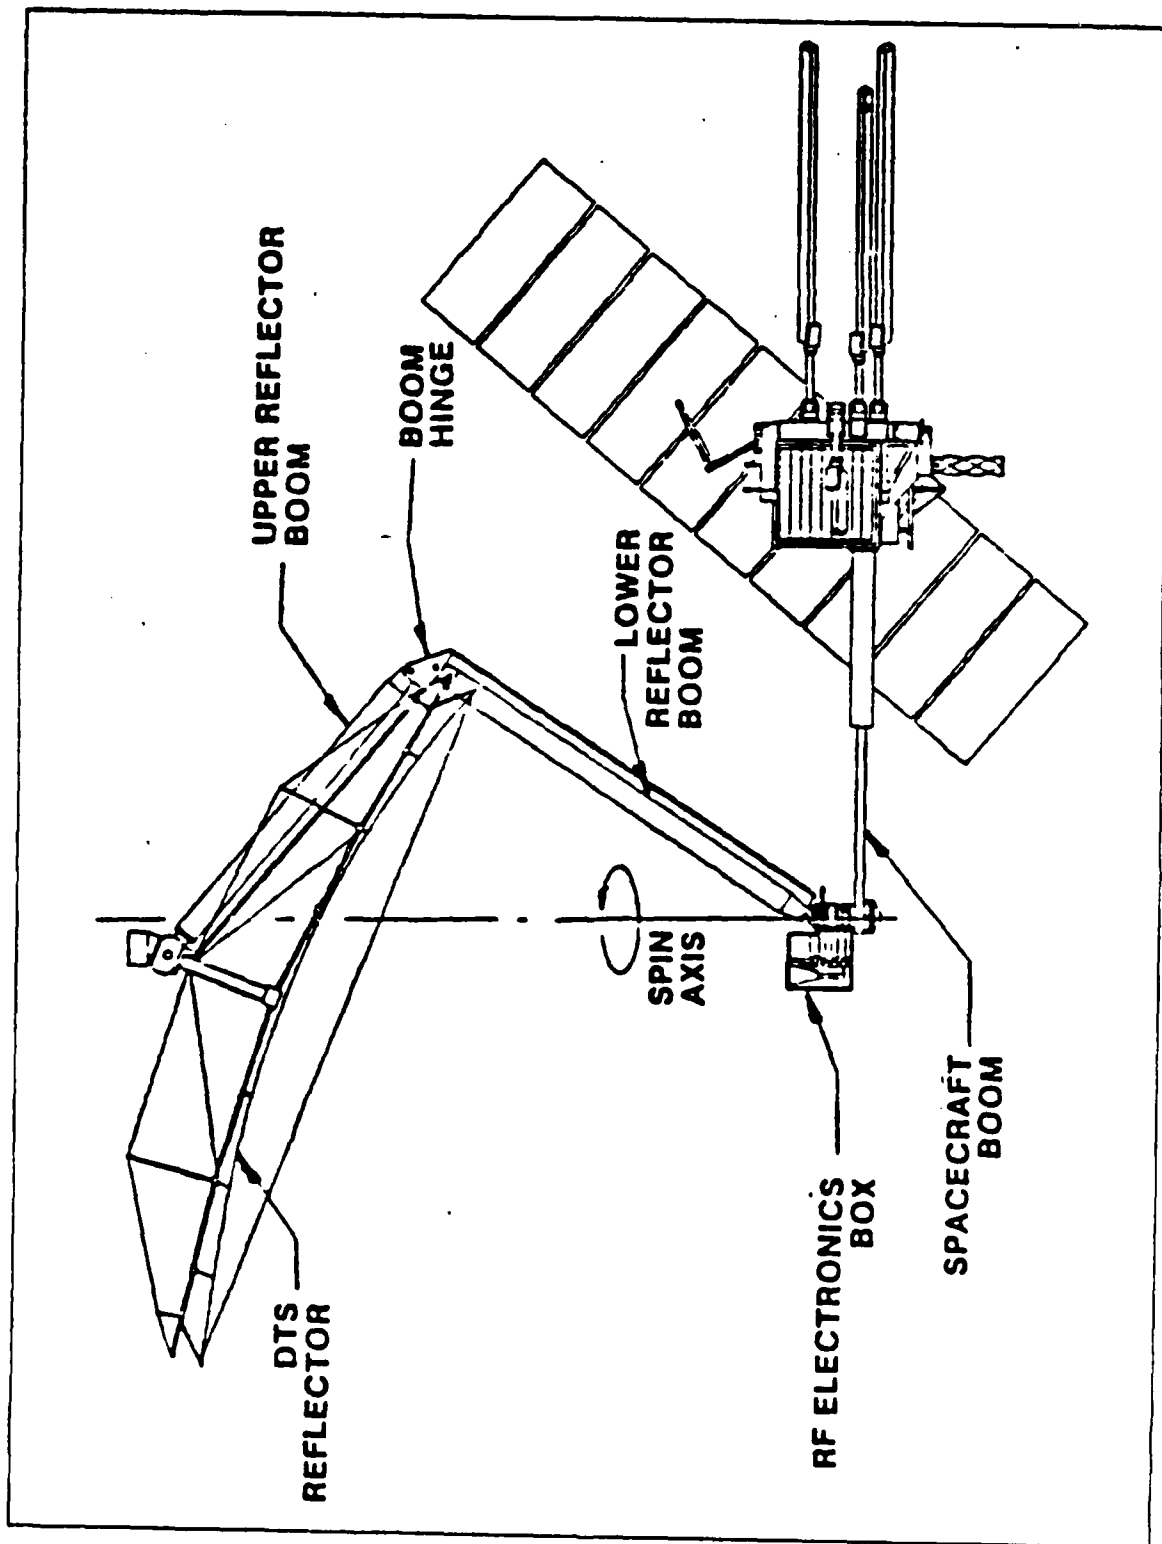 UPPER REFLECTOR
BOOM
BOOM
HINGE
LOWER
REFLECTOR
BOOM
SPIN
AXIS
DTS
REFLECTOR
RF ELECTRONICS
BOX
SPACECRAFT
BOOM